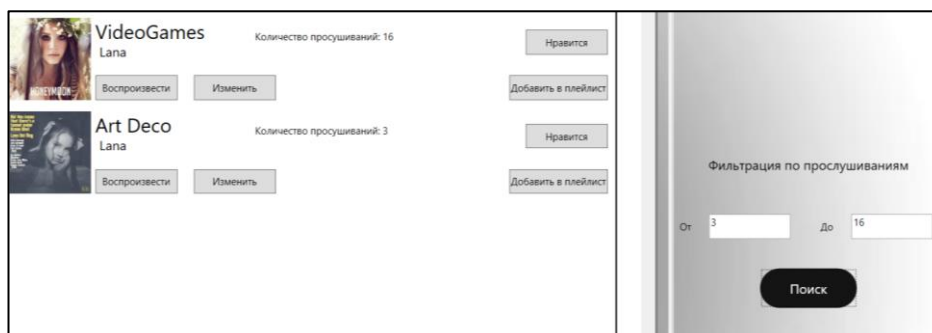 VideoGames
Количество просушиваний: 16
Нравится
Lana
HONEYMOON
Воспроизвести
Изменить
Добавить в плейлист
Art Deco
Количество просушиваний: 3
Нравится
Lana
Воспроизвести
Изменить
Добавить в плейлист
Фильтрация по прослушиваниям
От 3 До 16
Поиск